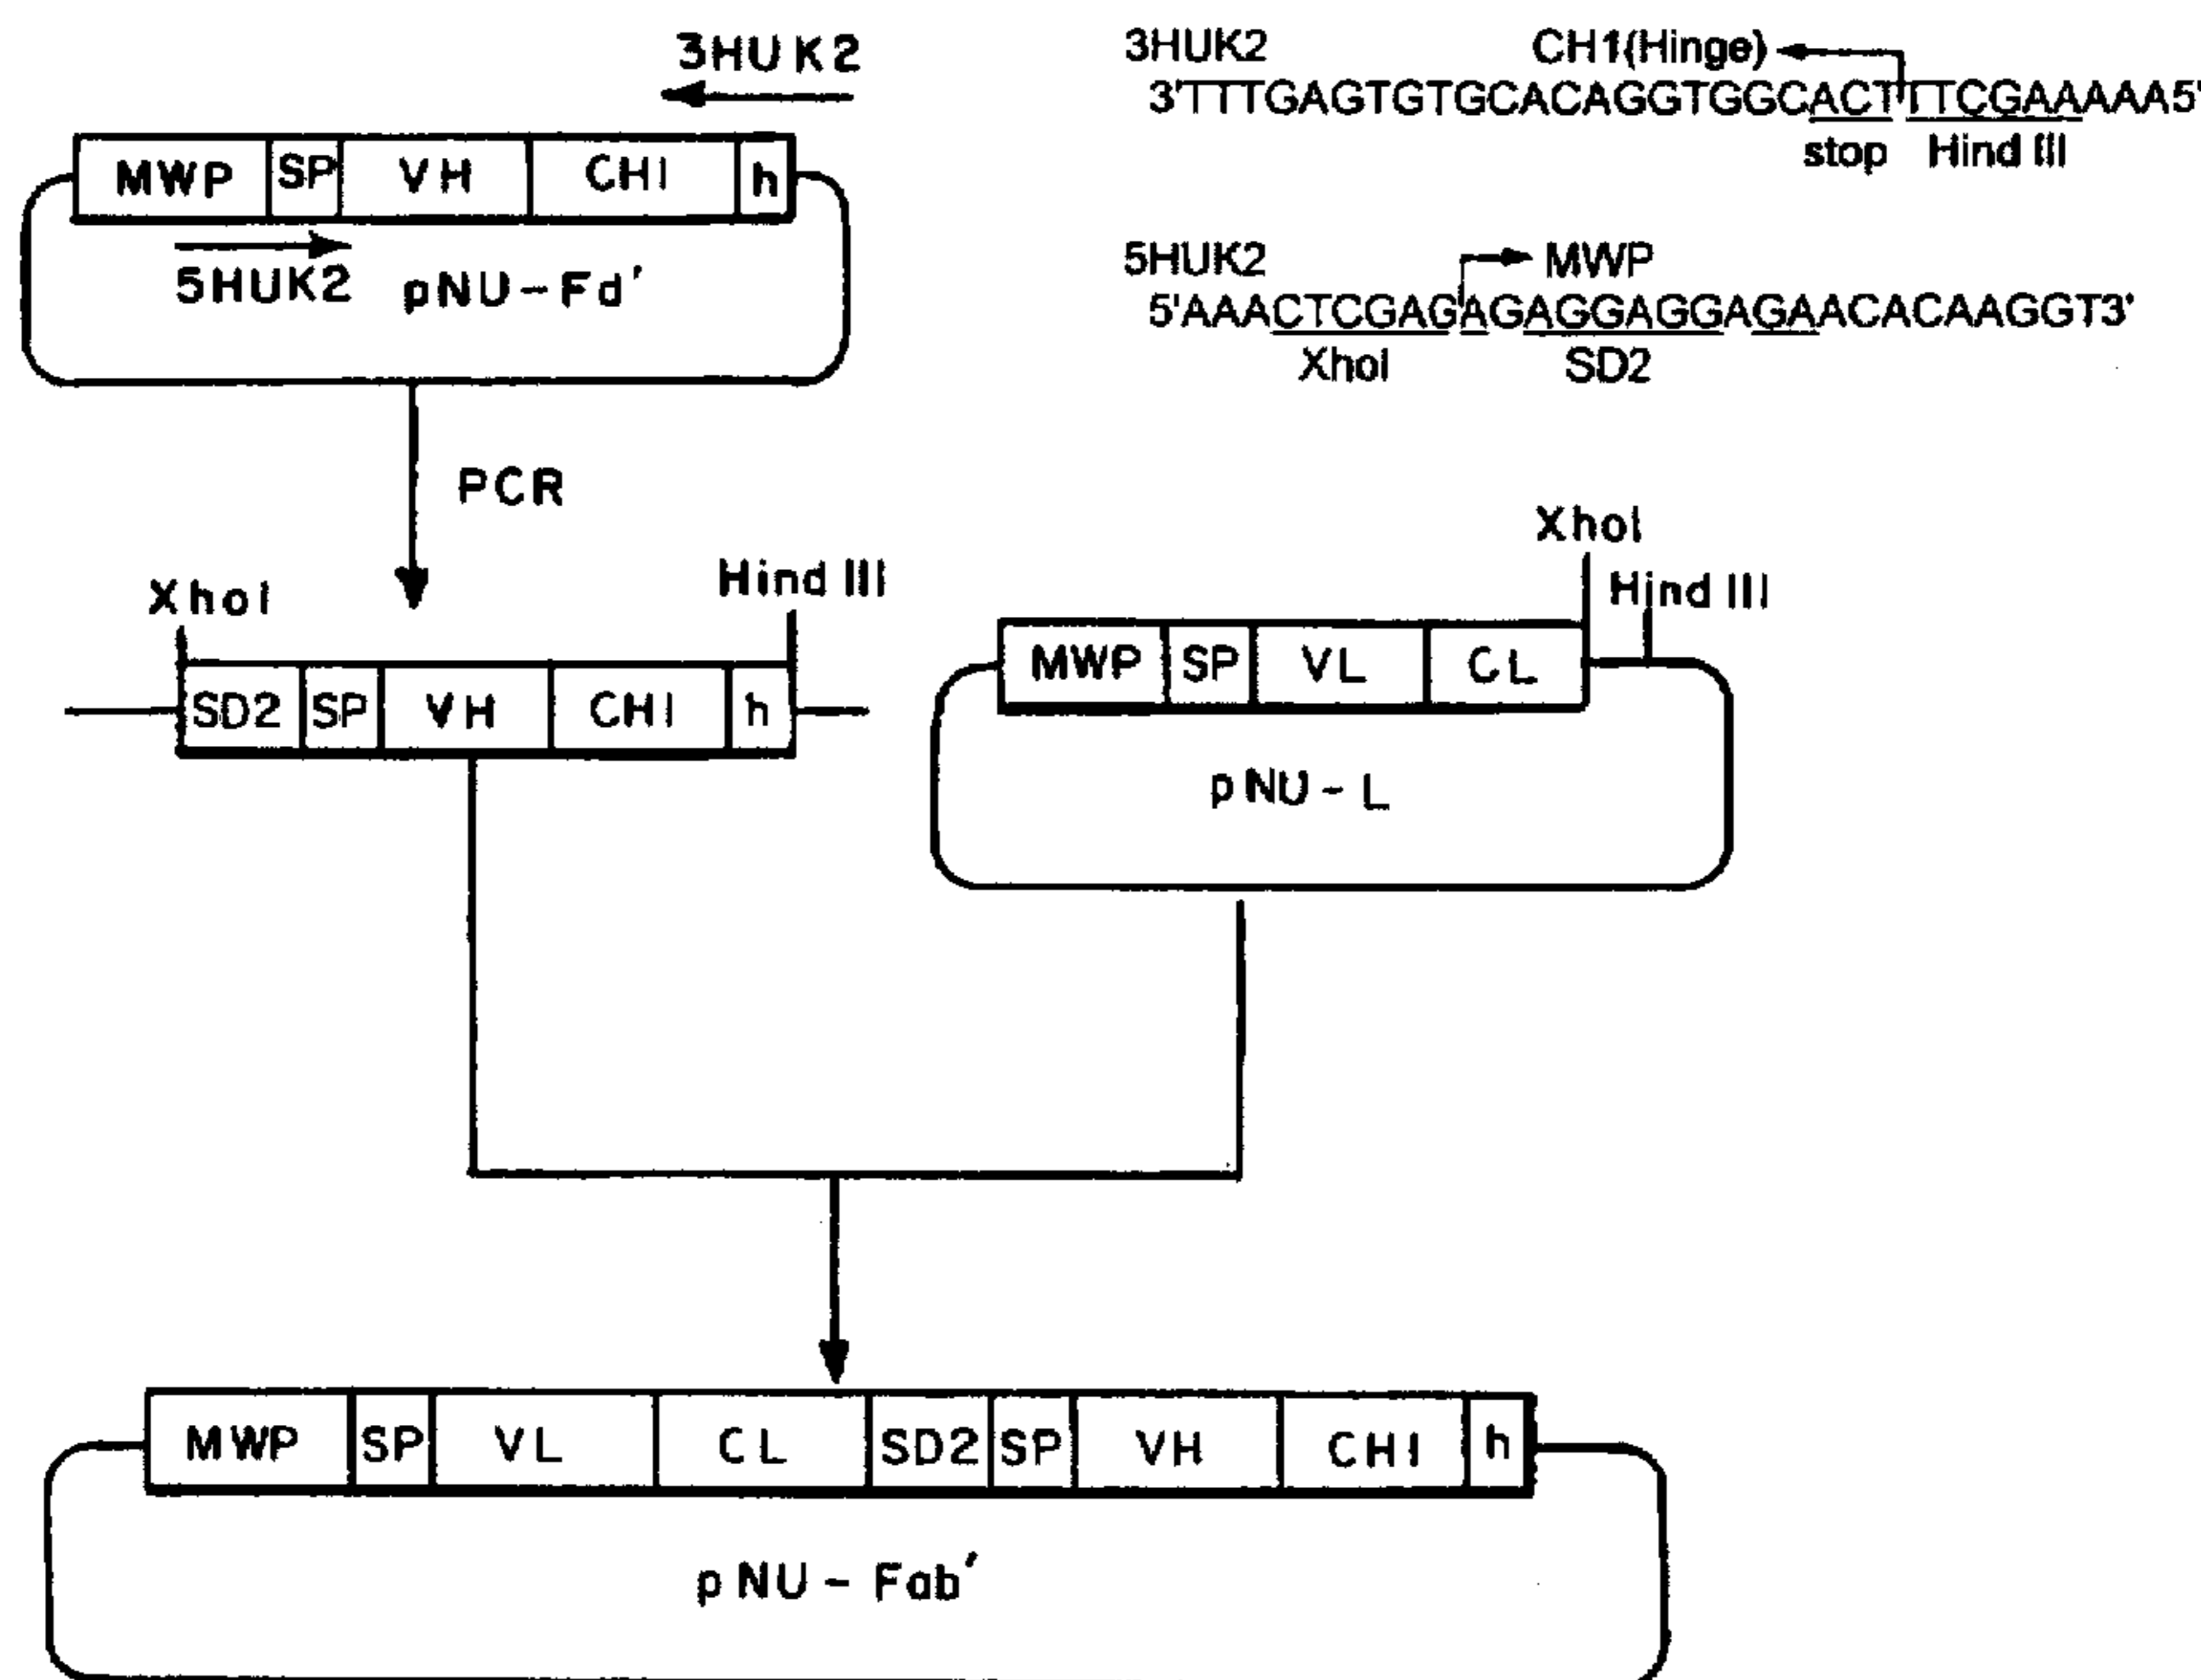 3HUK2
MWP SP VH CHI h
5HUK2 pNU-Fd'
3HUK2 CH1(Hinge)
3'TTTGAGTGTGCACAGGTGGCACTTTCGAAAAAA5'
stop Hind III
5HUK2 MWP
5'AAACTCGAGAGAGGAGGAGAACACAAGGT3'
XhoI SD2
PCR
XhoI Hind III
SD2 SP VH CHI h
XhoI
Hind III
MWP SP VL CL
pNU-L
MWP SP VL CL SD2 SP VH CHI h
pNU-Fab'